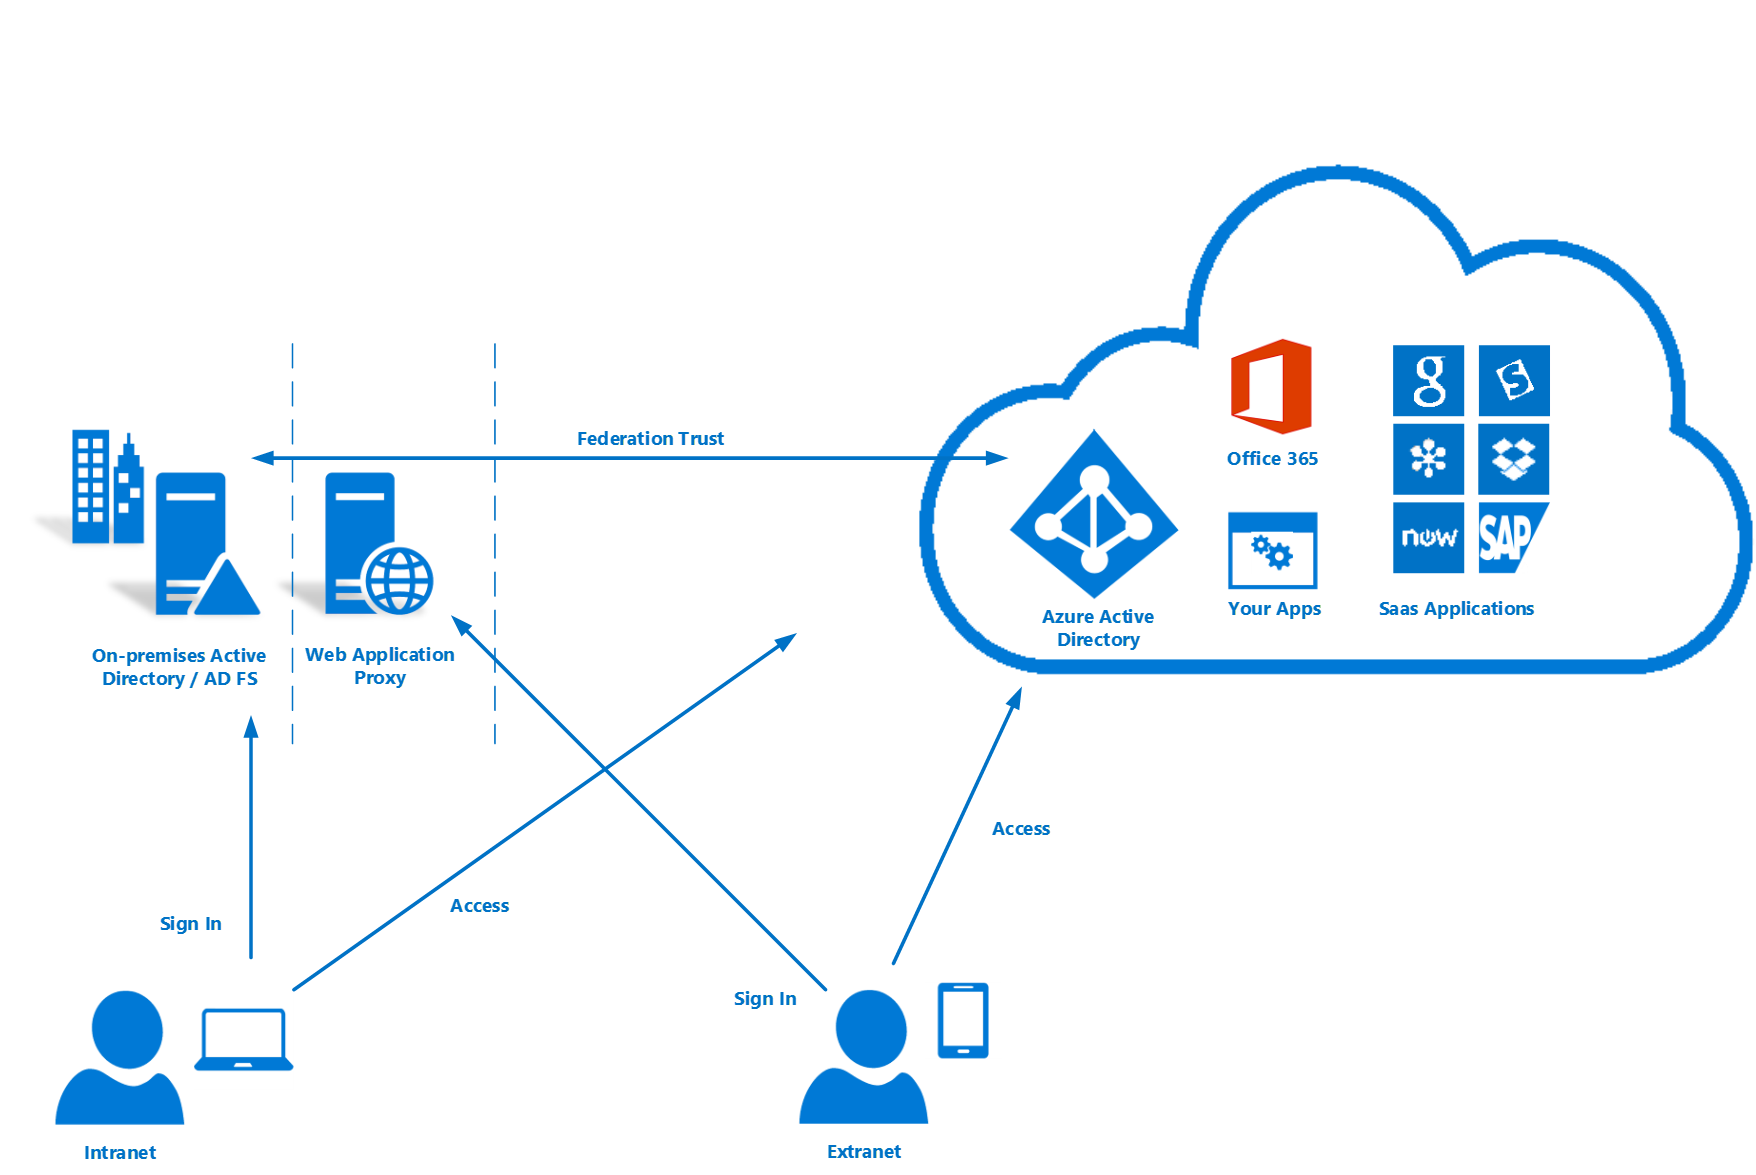 Federation Trust
Office 365
g
S
now
SAP
Your Apps
Saas Applications
Azure Active
Directory
On-premises Active
Directory / AD FS
Web Application
Proxy
Access
Access
Sign In
Sign In
Intranet
Extranet